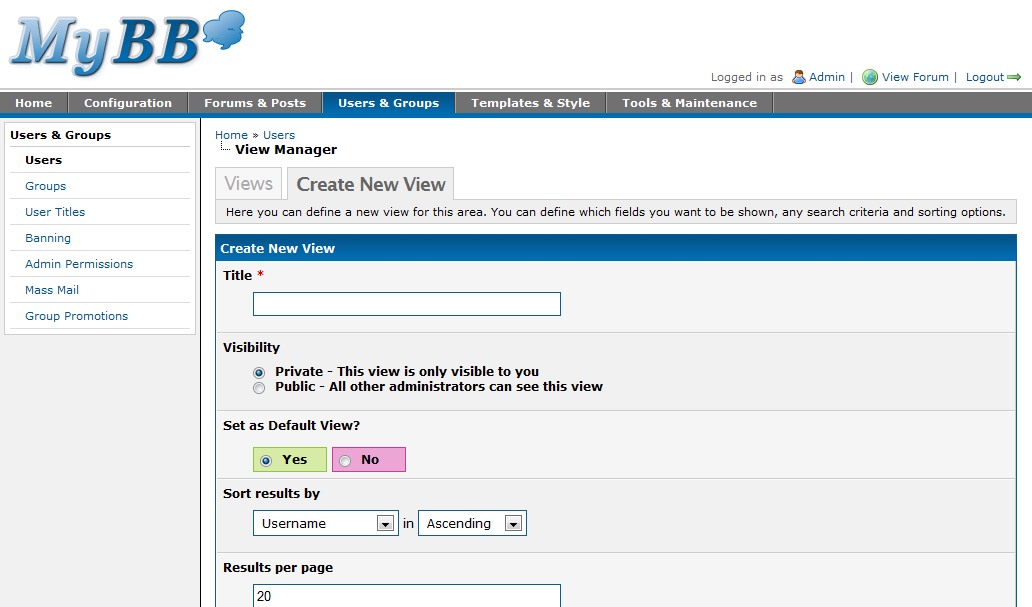 MyBB
Logged in as Admin | View Forum | Logout
Home Configuration Forums & Posts Users & Groups Templates & Style Tools & Maintenance
Users & Groups
Users
Groups
User Titles
Banning
Admin Permissions
Mass Mail
Group Promotions
Home » Users
View Manager
Views Create New View
Here you can define a new view for this area. You can define which fields you want to be shown, any search criteria and sorting options.
Create New View
Title *
Visibility
Private - This view is only visible to you
Public - All other administrators can see this view
Set as Default View?
Yes No
Sort results by
Username in Ascending
Results per page
20